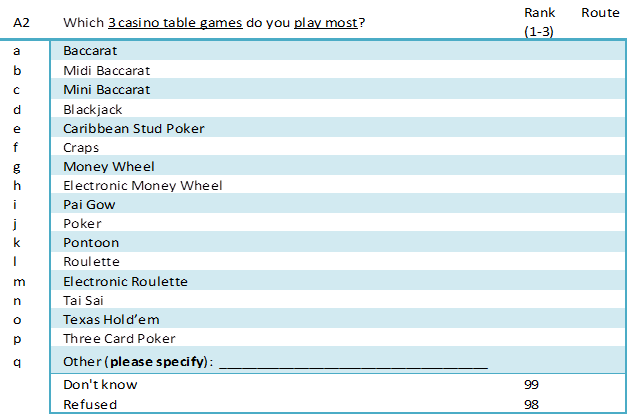 A2 Which 3 casino table games do you play most? Rank (1-3) Route
a Baccarat
b Midi Baccarat
c Mini Baccarat
d Blackjack
e Caribbean Stud Poker
f Craps
g Money Wheel
h Electronic Money Wheel
i Pai Gow
j Poker
k Pontoon
l Roulette
m Electronic Roulette
n Tai Sai
o Texas Hold’em
p Three Card Poker
q Other (please specify): ____________________________________
Don't know 99
Refused 98